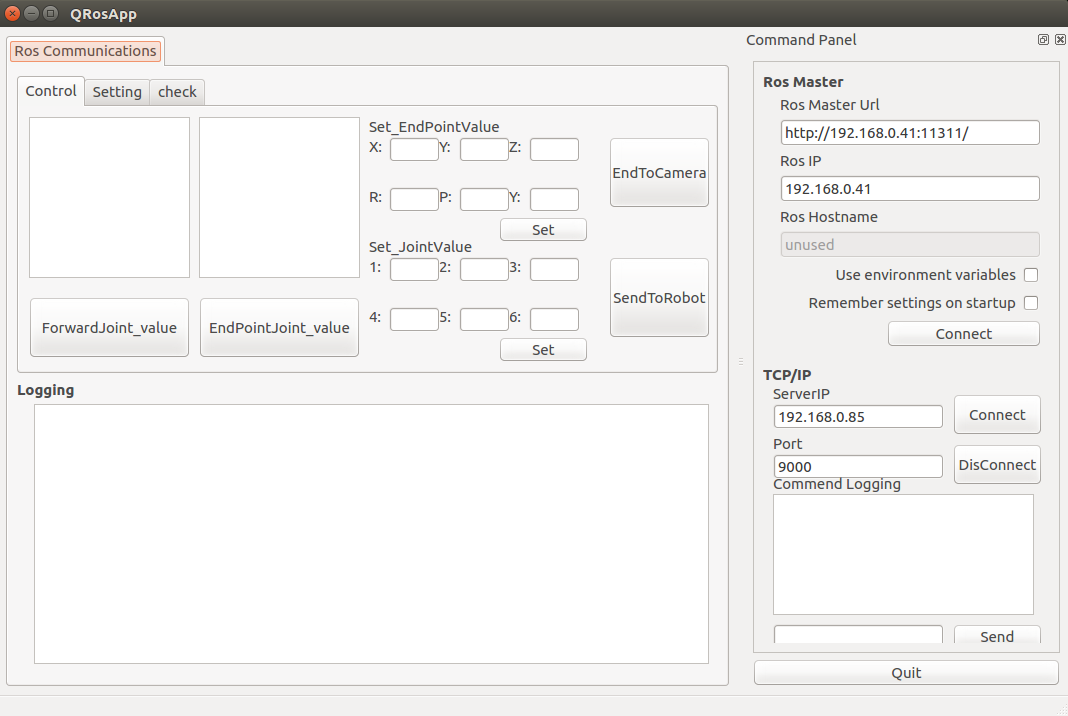 QRosApp
Ros Communications
Control Setting check
Set_EndPointValue
X: Y: Z:
R: P: Y:
Set
EndToCamera
Set_JointValue
1: 2: 3:
4: 5: 6:
Set
SendToRobot
ForwardJoint_value
EndPointJoint_value
Logging
Command Panel
Ros Master
Ros Master Url
http://192.168.0.41:11311/
Ros IP
192.168.0.41
Ros Hostname
unused
Use environment variables
Remember settings on startup
Connect
TCP/IP
ServerIP
192.168.0.85
Connect
Port
9000
DisConnect
Commend Logging
Send
Quit